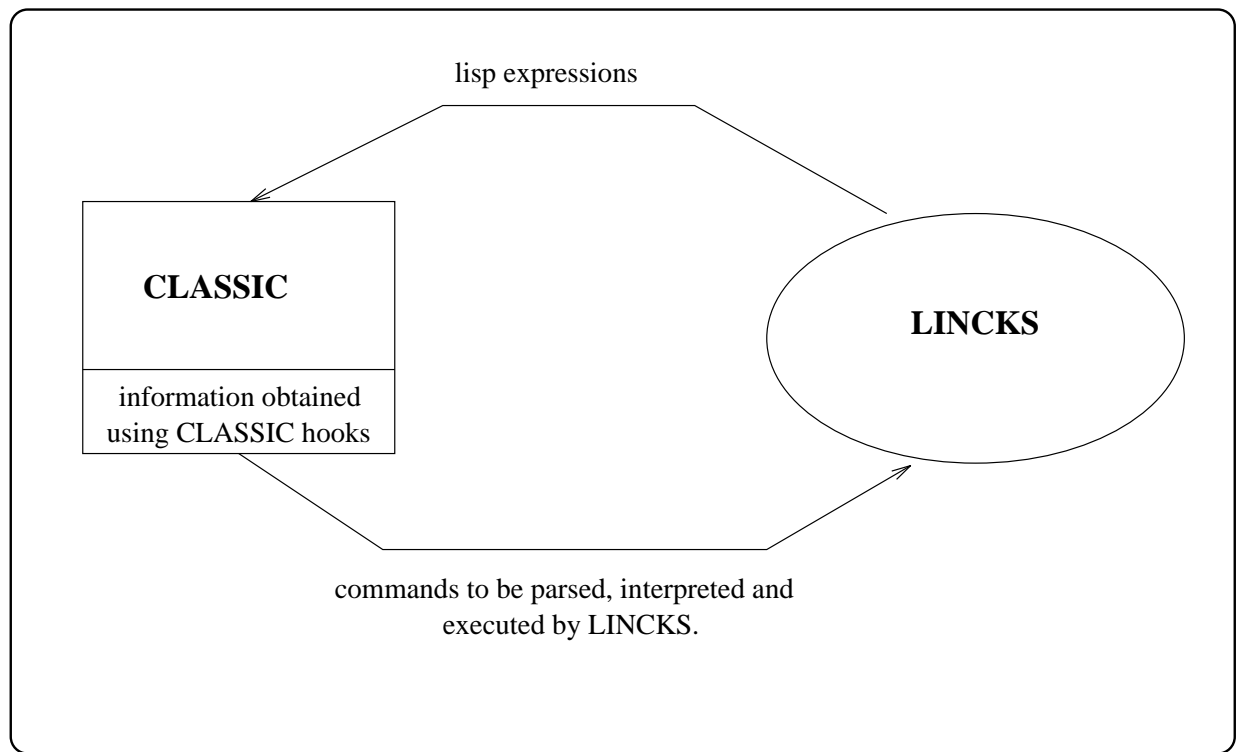 lisp expressions
CLASSIC
LINCKS
information obtained
using CLASSIC hooks
commands to be parsed, interpreted and
executed by LINCKS.